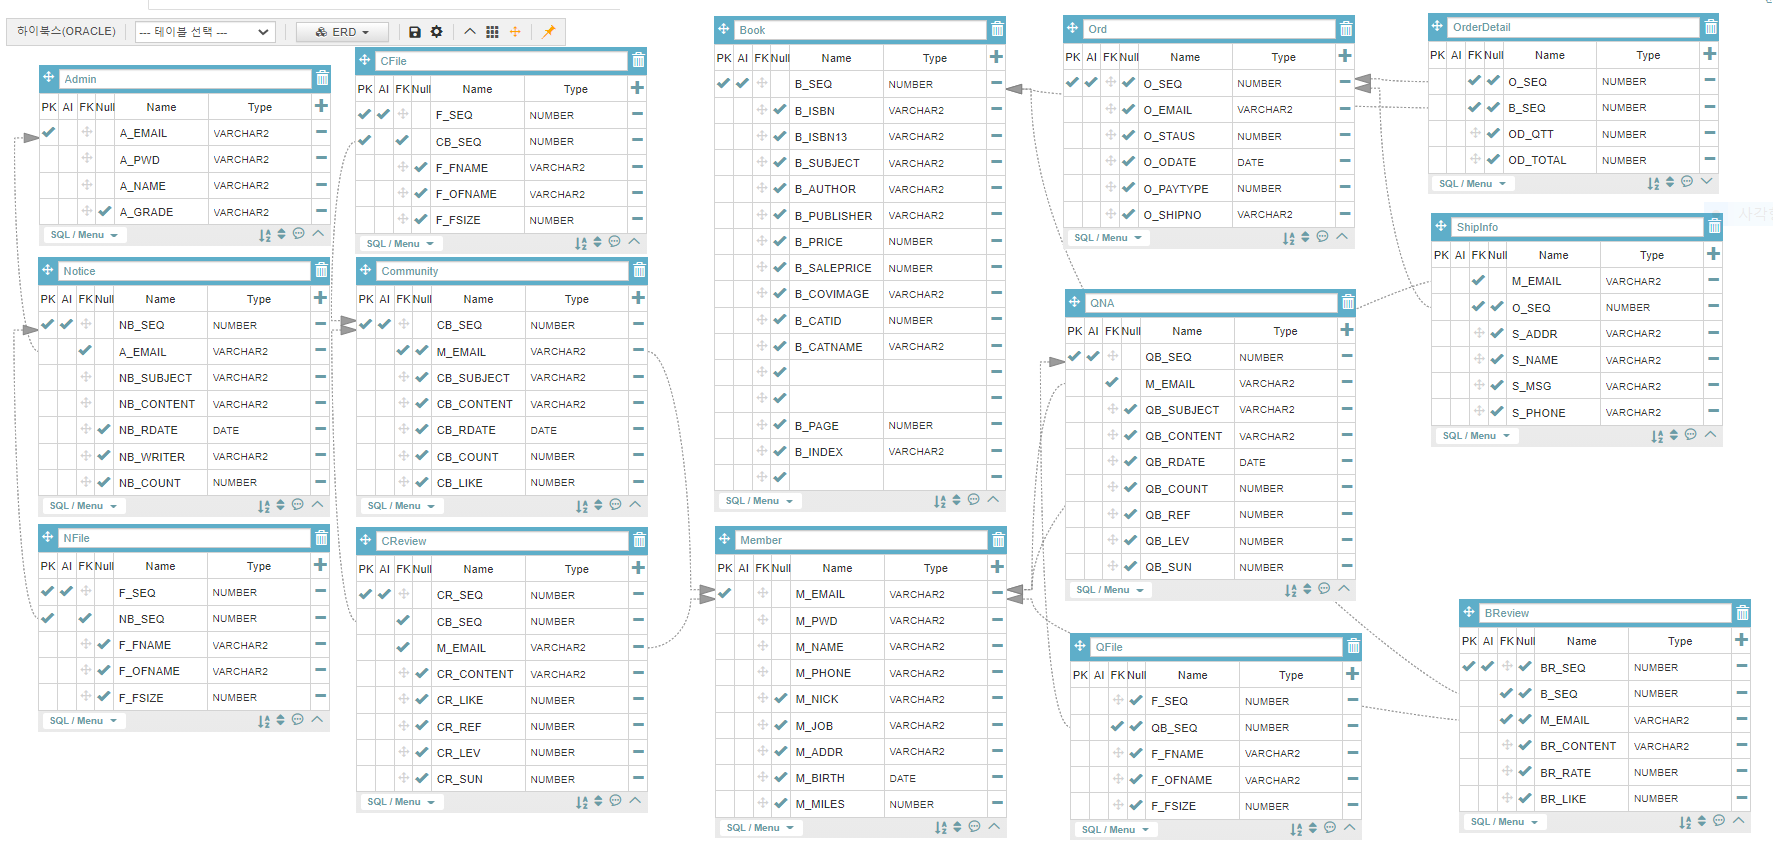 하이북스(ORACLE)
--- 테이블 선택 ---
ERD
Admin
PK AI FK Null Name Type
A_EMAIL VARCHAR2
A_PWD VARCHAR2
A_NAME VARCHAR2
A_GRADE VARCHAR2
SQL / Menu
Notice
PK AI FK Null Name Type
NB_SEQ NUMBER
A_EMAIL VARCHAR2
NB_SUBJECT VARCHAR2
NB_CONTENT VARCHAR2
NB_RDATE DATE
NB_WRITER VARCHAR2
NB_COUNT NUMBER
SQL / Menu
NFile
PK AI FK Null Name Type
F_SEQ NUMBER
NB_SEQ NUMBER
F_FNAME VARCHAR2
F_OFNAME VARCHAR2
F_FSIZE NUMBER
SQL / Menu
CFile
PK AI FK Null Name Type
F_SEQ NUMBER
CB_SEQ NUMBER
F_FNAME VARCHAR2
F_OFNAME VARCHAR2
F_FSIZE NUMBER
SQL / Menu
Community
PK AI FK Null Name Type
CB_SEQ NUMBER
M_EMAIL VARCHAR2
CB_SUBJECT VARCHAR2
CB_CONTENT VARCHAR2
CB_RDATE DATE
CB_COUNT NUMBER
CB_LIKE NUMBER
SQL / Menu
CReview
PK AI FK Null Name Type
CR_SEQ NUMBER
CB_SEQ NUMBER
M_EMAIL VARCHAR2
CR_CONTENT VARCHAR2
CR_LIKE NUMBER
CR_REF NUMBER
CR_LEV NUMBER
CR_SUN NUMBER
SQL / Menu
Book
PK AI FK Null Name Type
B_SEQ NUMBER
B_ISBN VARCHAR2
B_ISBN13 VARCHAR2
B_SUBJECT VARCHAR2
B_AUTHOR VARCHAR2
B_PUBLISHER VARCHAR2
B_PRICE NUMBER
B_SALEPRICE NUMBER
B_COVIMAGE VARCHAR2
B_CATID NUMBER
B_CATNAME VARCHAR2
B_PAGE NUMBER
B_INDEX VARCHAR2
SQL / Menu
Member
PK AI FK Null Name Type
M_EMAIL VARCHAR2
M_PWD VARCHAR2
M_NAME VARCHAR2
M_PHONE VARCHAR2
M_NICK VARCHAR2
M_JOB VARCHAR2
M_ADDR VARCHAR2
M_BIRTH DATE
M_MILES NUMBER
SQL / Menu
Ord
PK AI FK Null Name Type
O_SEQ NUMBER
O_EMAIL VARCHAR2
O_STAUS NUMBER
O_ODATE DATE
O_PAYTYPE NUMBER
O_SHIPNO VARCHAR2
SQL / Menu
QNA
PK AI FK Null Name Type
QB_SEQ NUMBER
M_EMAIL VARCHAR2
QB_SUBJECT VARCHAR2
QB_CONTENT VARCHAR2
QB_RDATE DATE
QB_COUNT NUMBER
QB_REF NUMBER
QB_LEV NUMBER
QB_SUN NUMBER
SQL / Menu
QFile
PK AI FK Null Name Type
F_SEQ NUMBER
QB_SEQ NUMBER
F_FNAME VARCHAR2
F_OFNAME VARCHAR2
F_FSIZE NUMBER
SQL / Menu
OrderDetail
PK AI FK Null Name Type
O_SEQ NUMBER
B_SEQ NUMBER
OD_QTT NUMBER
OD_TOTAL NUMBER
SQL / Menu
사각형
ShipInfo
PK AI FK Null Name Type
M_EMAIL VARCHAR2
O_SEQ NUMBER
S_ADDR VARCHAR2
S_NAME VARCHAR2
S_MSG VARCHAR2
S_PHONE VARCHAR2
SQL / Menu
BReview
PK AI FK Null Name Type
BR_SEQ NUMBER
B_SEQ NUMBER
M_EMAIL VARCHAR2
BR_CONTENT VARCHAR2
BR_RATE NUMBER
BR_LIKE NUMBER
SQL / Menu